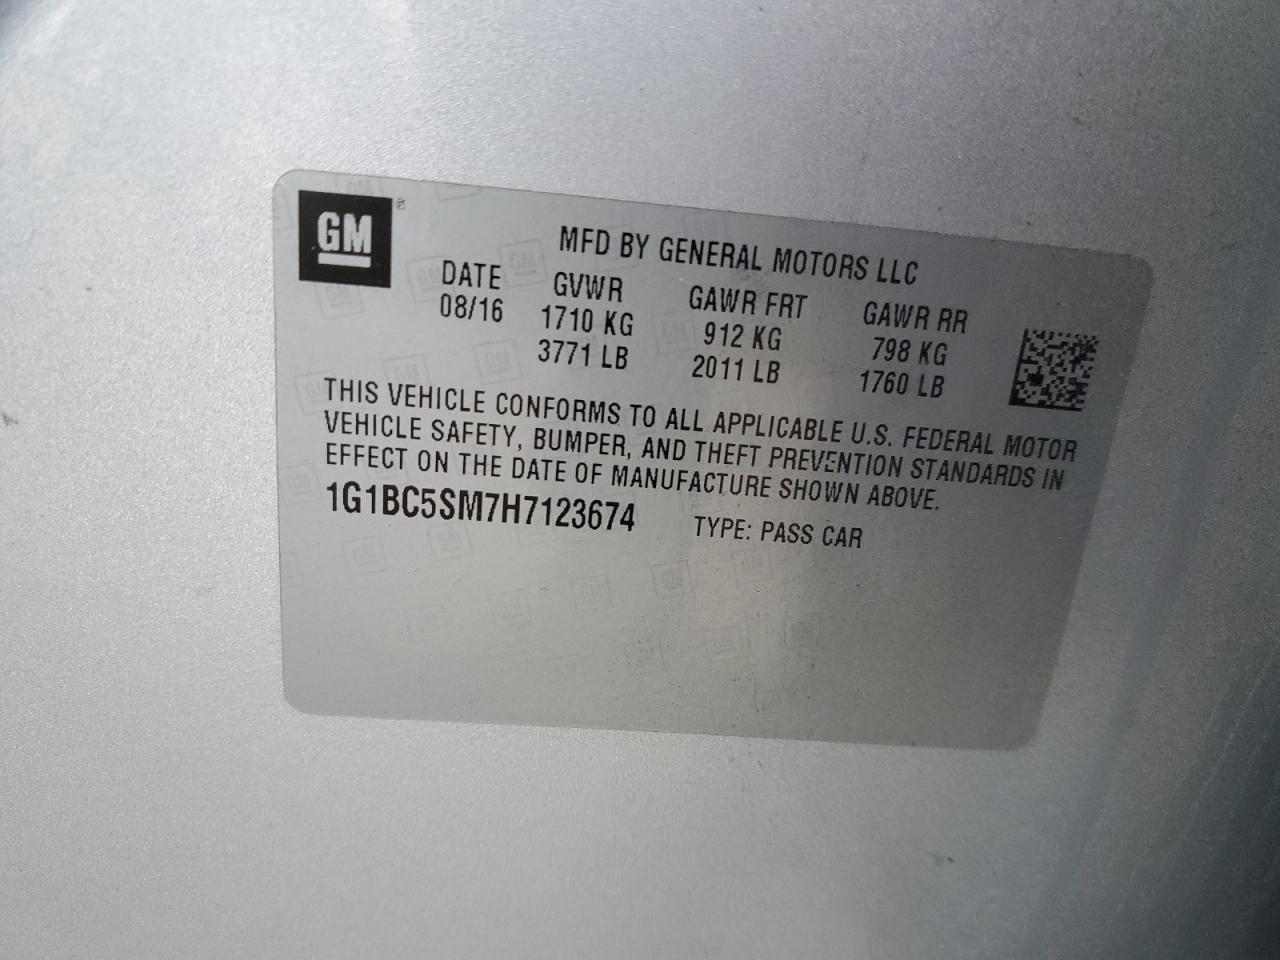 GM
MFD BY GENERAL MOTORS LLC
DATE GVWR GAWR FRT GAWR RR
08/16 1710 KG 912 KG 798 KG
3771 LB 2011 LB 1760 LB
THIS VEHICLE CONFORMS TO ALL APPLICABLE U.S. FEDERAL MOTOR
VEHICLE SAFETY, BUMPER, AND THEFT PREVENTION STANDARDS IN
EFFECT ON THE DATE OF MANUFACTURE SHOWN ABOVE.
1G1BC5SM7H7123674 TYPE: PASS CAR